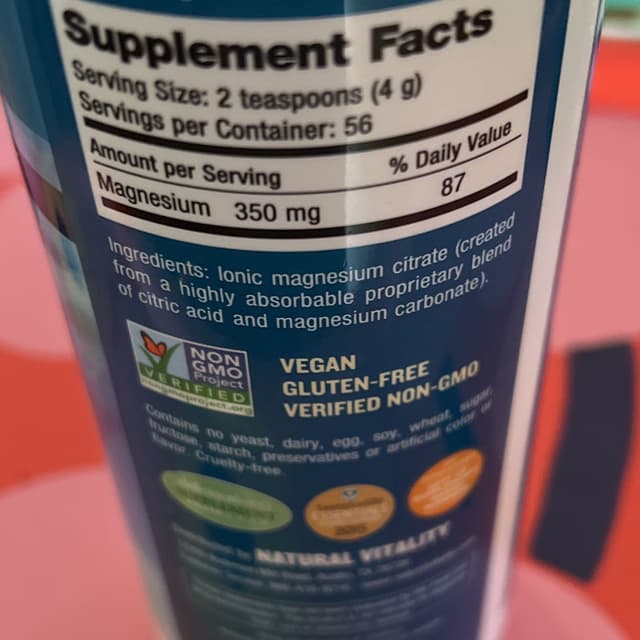 Supplement Facts
Serving Size: 2 teaspoons (4 g)
Servings per Container: 56
Amount per Serving % Daily Value
Magnesium 350 mg 87
Ingredients: Ionic magnesium citrate (created
from a highly absorbable proprietary blend
of citric acid and magnesium carbonate).
NON
GMO
Project
VERIFIED
nongmoproject.org
VEGAN
GLUTEN-FREE
VERIFIED NON-GMO
Contains no yeast, dairy, egg, soy, wheat, sugar,
fructose, starch, preservatives or artificial color or
flavor. Cruelty-free.
NATURAL VITALITY